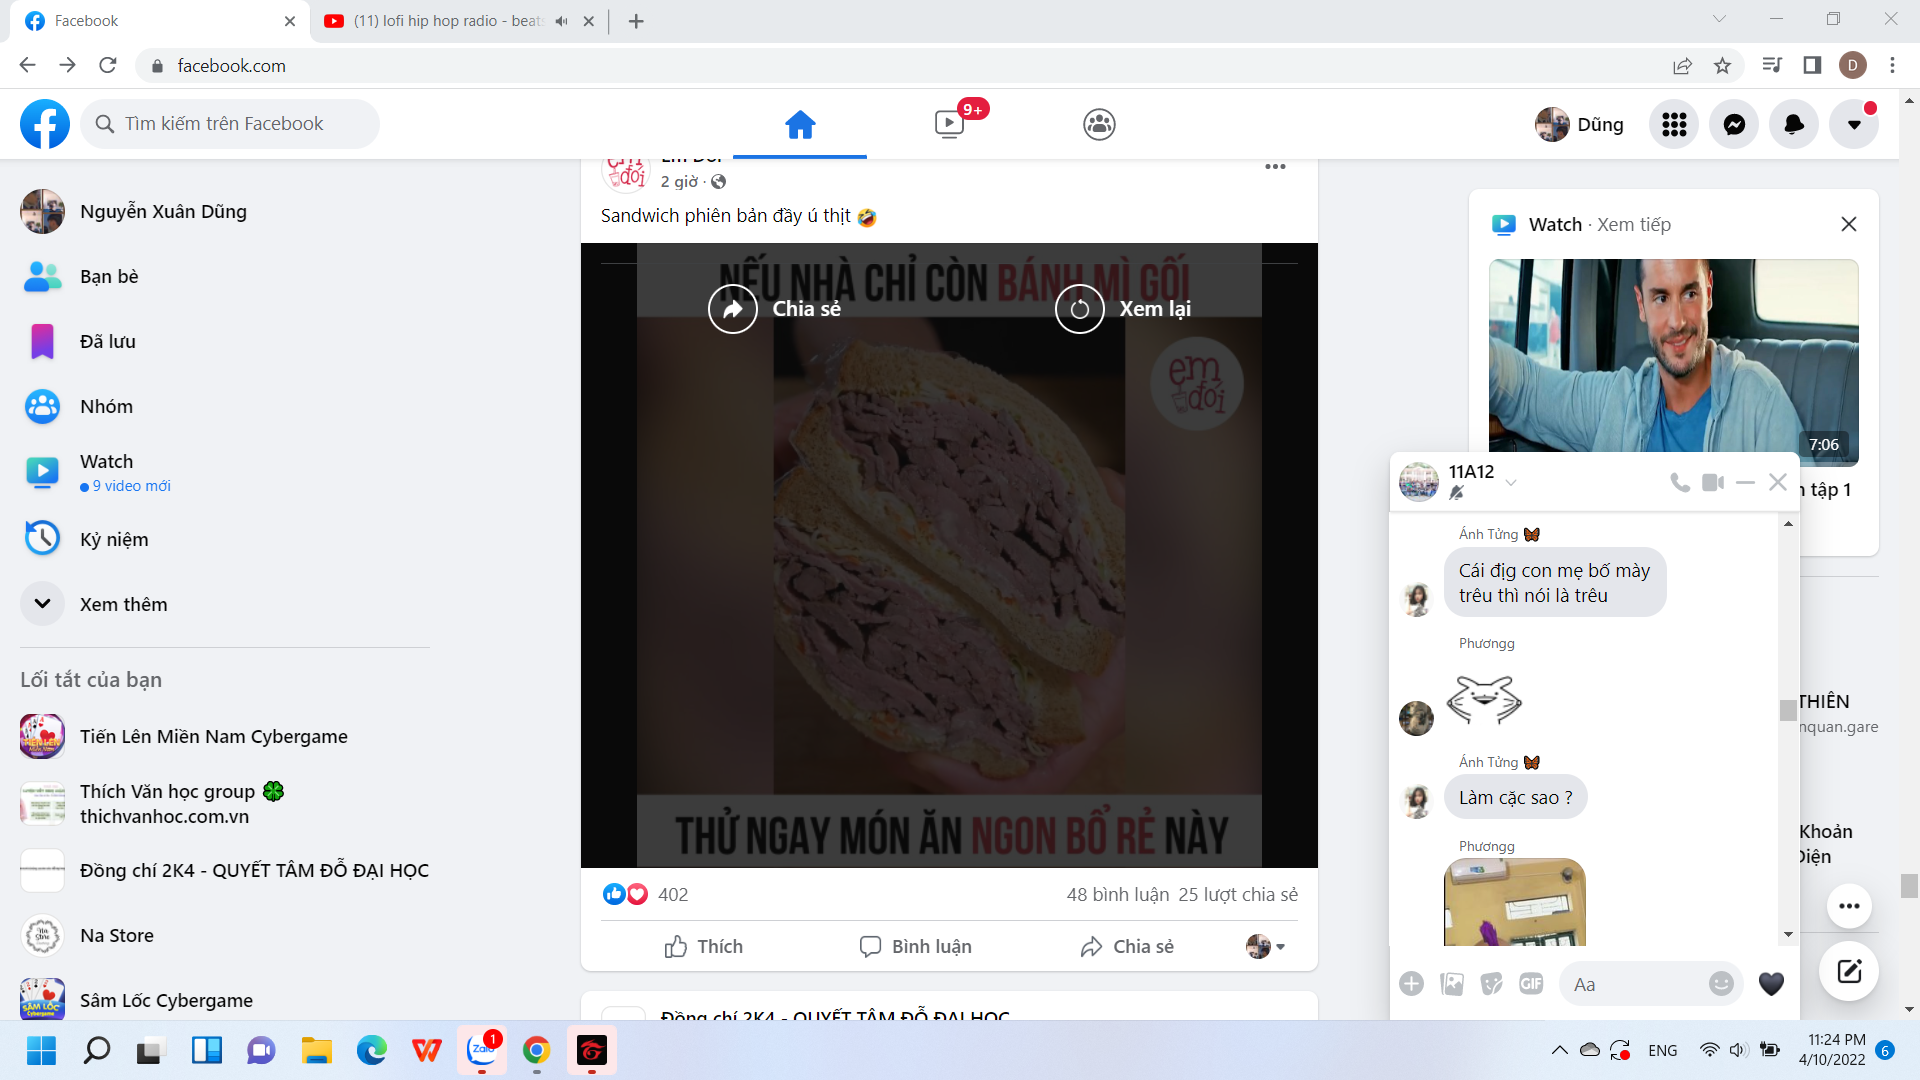 Facebook
(11) lofi hip hop radio - beats
facebook.com
D
Tìm kiếm trên Facebook
9+
Dũng
Nguyễn Xuân Dũng
Bạn bè
Đã lưu
Nhóm
Watch
9 video mới
Kỷ niệm
Xem thêm
Lối tắt của bạn
Tiến Lên Miền Nam Cybergame
Thích Văn học group 🍀
thichvanhoc.com.vn
Đồng chí 2K4 - QUYẾT TÂM ĐỖ ĐẠI HỌC
Na Store
Sâm Lốc Cybergame
Em Đói
2 giờ ·
Sandwich phiên bản đầy ú thịt 🤣
NẾU NHÀ CHỈ CÒN BÁNH MÌ GỐI
Chia sẻ
Xem lại
em đói
THỬ NGAY MÓN ĂN NGON BỔ RẺ NÀY
402
48 bình luận 25 lượt chia sẻ
Thích
Bình luận
Chia sẻ
Đồng chí 2K4 - QUYẾT TÂM ĐỖ ĐẠI HỌC
Watch · Xem tiếp
7:06
tập 1
THIÊN
nquan.gare
Khoản
Điện
11A12
Ánh Tửng 🦋
Cái địg con mẹ bố mày
trêu thì nói là trêu
Phươngg
Ánh Tửng 🦋
Làm cặc sao ?
Phươngg
GIF
Aa
Zalo
1
ENG
11:24 PM
4/10/2022
6